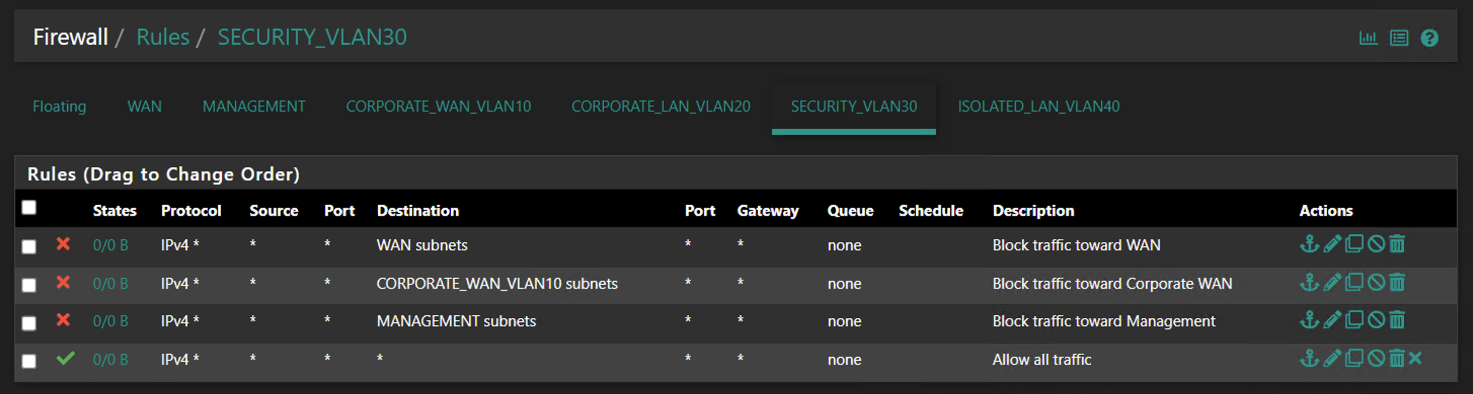 Firewall / Rules / SECURITY_VLAN30
Floating WAN MANAGEMENT CORPORATE_WAN_VLAN10 CORPORATE_LAN_VLAN20 SECURITY_VLAN30 ISOLATED_LAN_VLAN40
Rules (Drag to Change Order)
States Protocol Source Port Destination Port Gateway Queue Schedule Description Actions
0/0 B IPv4 * * * WAN subnets * * none Block traffic toward WAN
0/0 B IPv4 * * * CORPORATE_WAN_VLAN10 subnets * * none Block traffic toward Corporate WAN
0/0 B IPv4 * * * MANAGEMENT subnets * * none Block traffic toward Management
0/0 B IPv4 * * * * * * none Allow all traffic